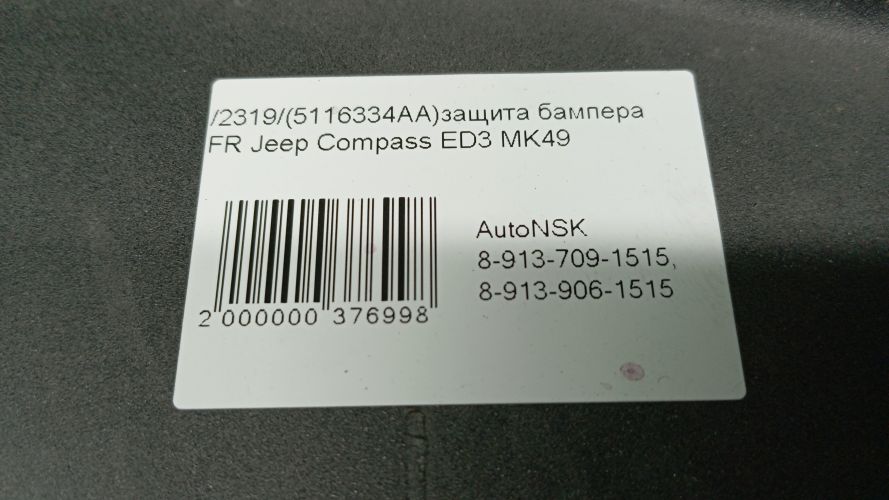 /2319/(5116334AA)защита бампера
FR Jeep Compass ED3 MK49
AutoNSK
8-913-709-1515,
8-913-906-1515
2 000000 376998